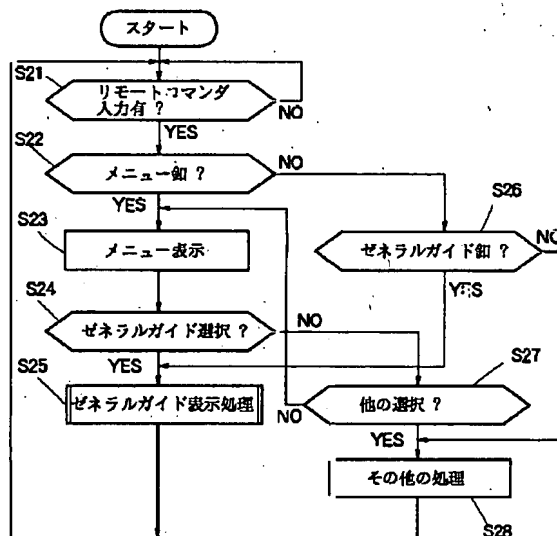 スタート
S21
リモートコマンダ
入力有 ?
NO
YES
S22
メニュー釦 ?
NO
YES
S26
S23
メニュー表示
ゼネラルガイド釦 ?
NO
YES
S24
ゼネラルガイド選択 ?
NO
YES
S27
S25
ゼネラルガイド表示処理
他の選択 ?
NO
YES
その他の処理
S28